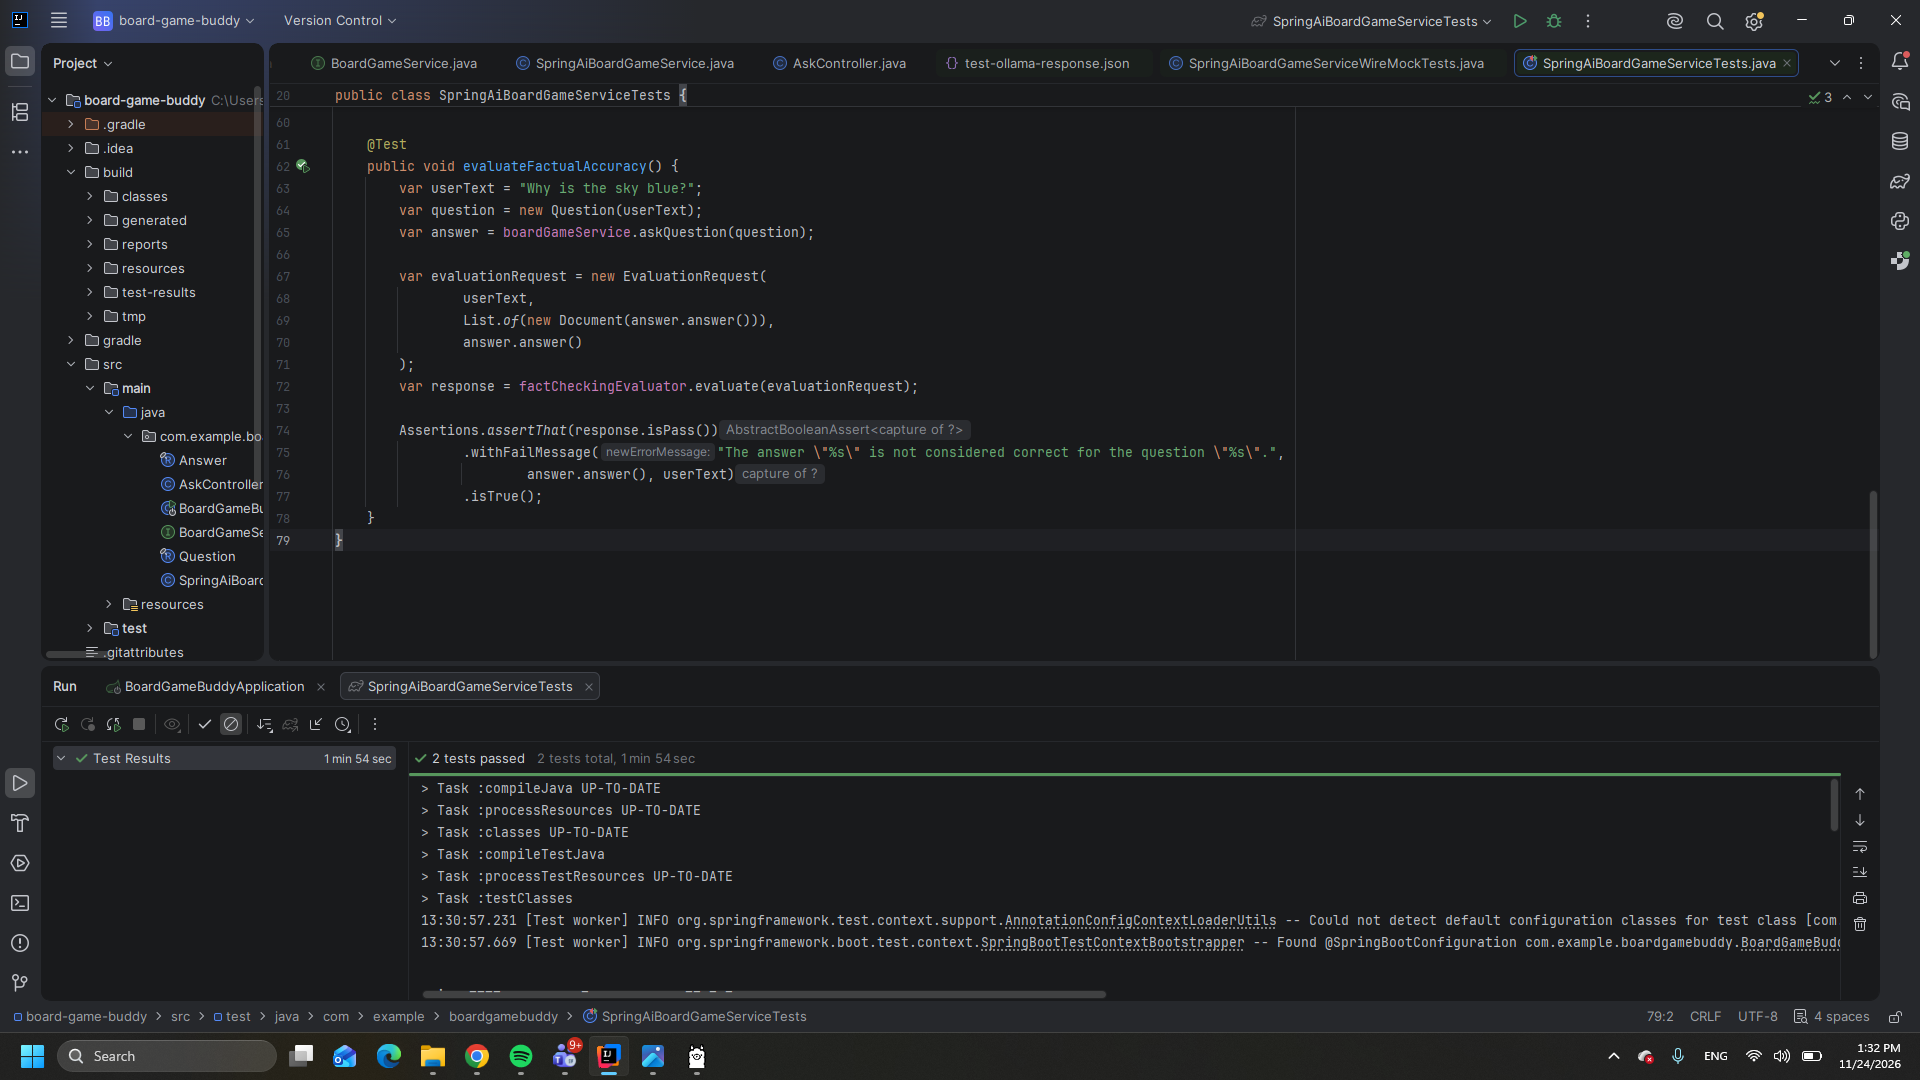 BB board-game-buddy
Version Control
SpringAiBoardGameServiceTests
Project
BoardGameService.java
SpringAiBoardGameService.java
AskController.java
test-ollama-response.json
SpringAiBoardGameServiceWireMockTests.java
SpringAiBoardGameServiceTests.java
board-game-buddy C:\Users
.gradle
.idea
build
classes
generated
reports
resources
test-results
tmp
gradle
src
main
java
com.example.bo
Answer
AskController
BoardGameBu
BoardGameSe
Question
SpringAiBoard
resources
test
.gitattributes
20 public class SpringAiBoardGameServiceTests {
3
60
61 @Test
62 public void evaluateFactualAccuracy() {
63 var userText = "Why is the sky blue?";
64 var question = new Question(userText);
65 var answer = boardGameService.askQuestion(question);
66
67 var evaluationRequest = new EvaluationRequest(
68 userText,
69 List.of(new Document(answer.answer())),
70 answer.answer()
71 );
72 var response = factCheckingEvaluator.evaluate(evaluationRequest);
73
74 Assertions.assertThat(response.isPass()) AbstractBooleanAssert<capture of ?>
75 .withFailMessage( newErrorMessage: "The answer \"%s\" is not considered correct for the question \"%s\".",
76 answer.answer(), userText) capture of ?
77 .isTrue();
78 }
79 }
Run
BoardGameBuddyApplication
SpringAiBoardGameServiceTests
Test Results 1 min 54 sec
2 tests passed 2 tests total, 1 min 54 sec
> Task :compileJava UP-TO-DATE
> Task :processResources UP-TO-DATE
> Task :classes UP-TO-DATE
> Task :compileTestJava
> Task :processTestResources UP-TO-DATE
> Task :testClasses
13:30:57.231 [Test worker] INFO org.springframework.test.context.support.AnnotationConfigContextLoaderUtils -- Could not detect default configuration classes for test class [com
13:30:57.669 [Test worker] INFO org.springframework.boot.test.context.SpringBootTestContextBootstrapper -- Found @SpringBootConfiguration com.example.boardgamebuddy.BoardGameBudd
board-game-buddy > src > test > java > com > example > boardgamebuddy > SpringAiBoardGameServiceTests
79:2 CRLF UTF-8 4 spaces
Search
9+
ENG
1:32 PM
11/24/2026